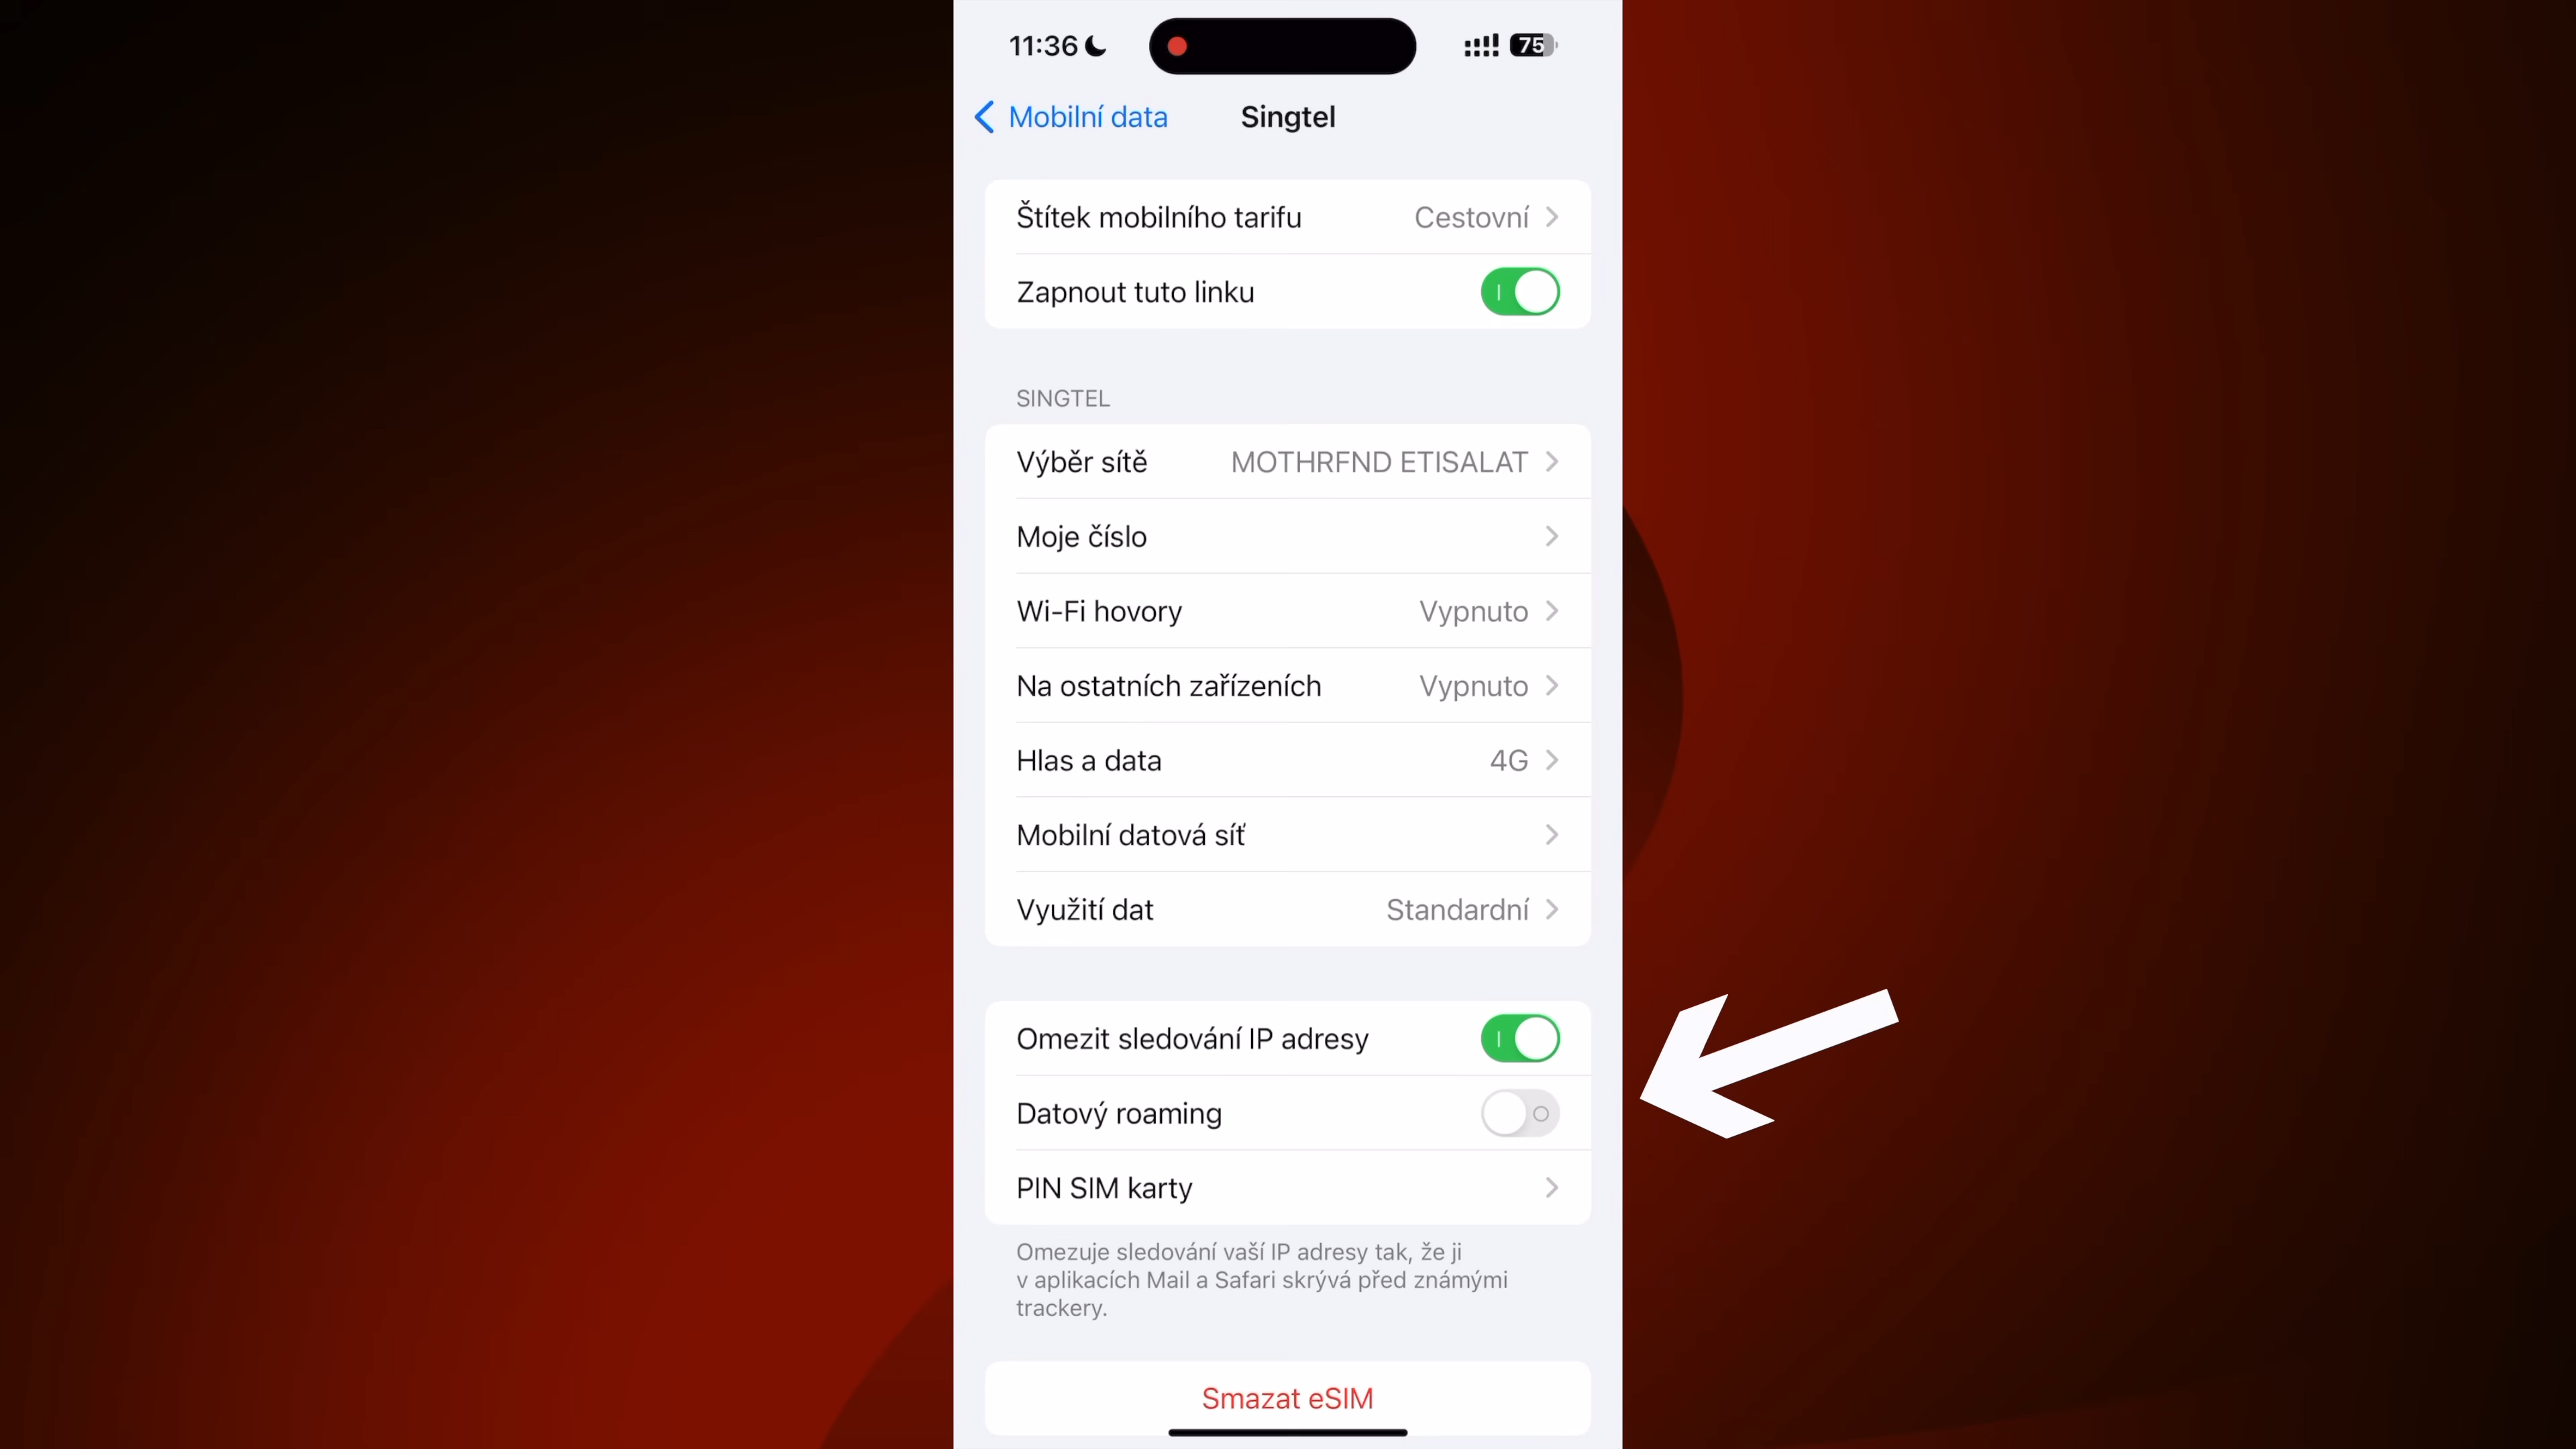 11:36
75
Mobilní data
Singtel
Štítek mobilního tarifu
Cestovní
Zapnout tuto linku
SINGTEL
Výběr sítě
MOTHRFND ETISALAT
Moje číslo
Wi-Fi hovory
Vypnuto
Na ostatních zařízeních
Vypnuto
Hlas a data
4G
Mobilní datová síť
Využití dat
Standardní
Omezit sledování IP adresy
Datový roaming
PIN SIM karty
Omezuje sledování vaší IP adresy tak, že ji
v aplikacích Mail a Safari skrývá před známými
trackery.
Smazat eSIM